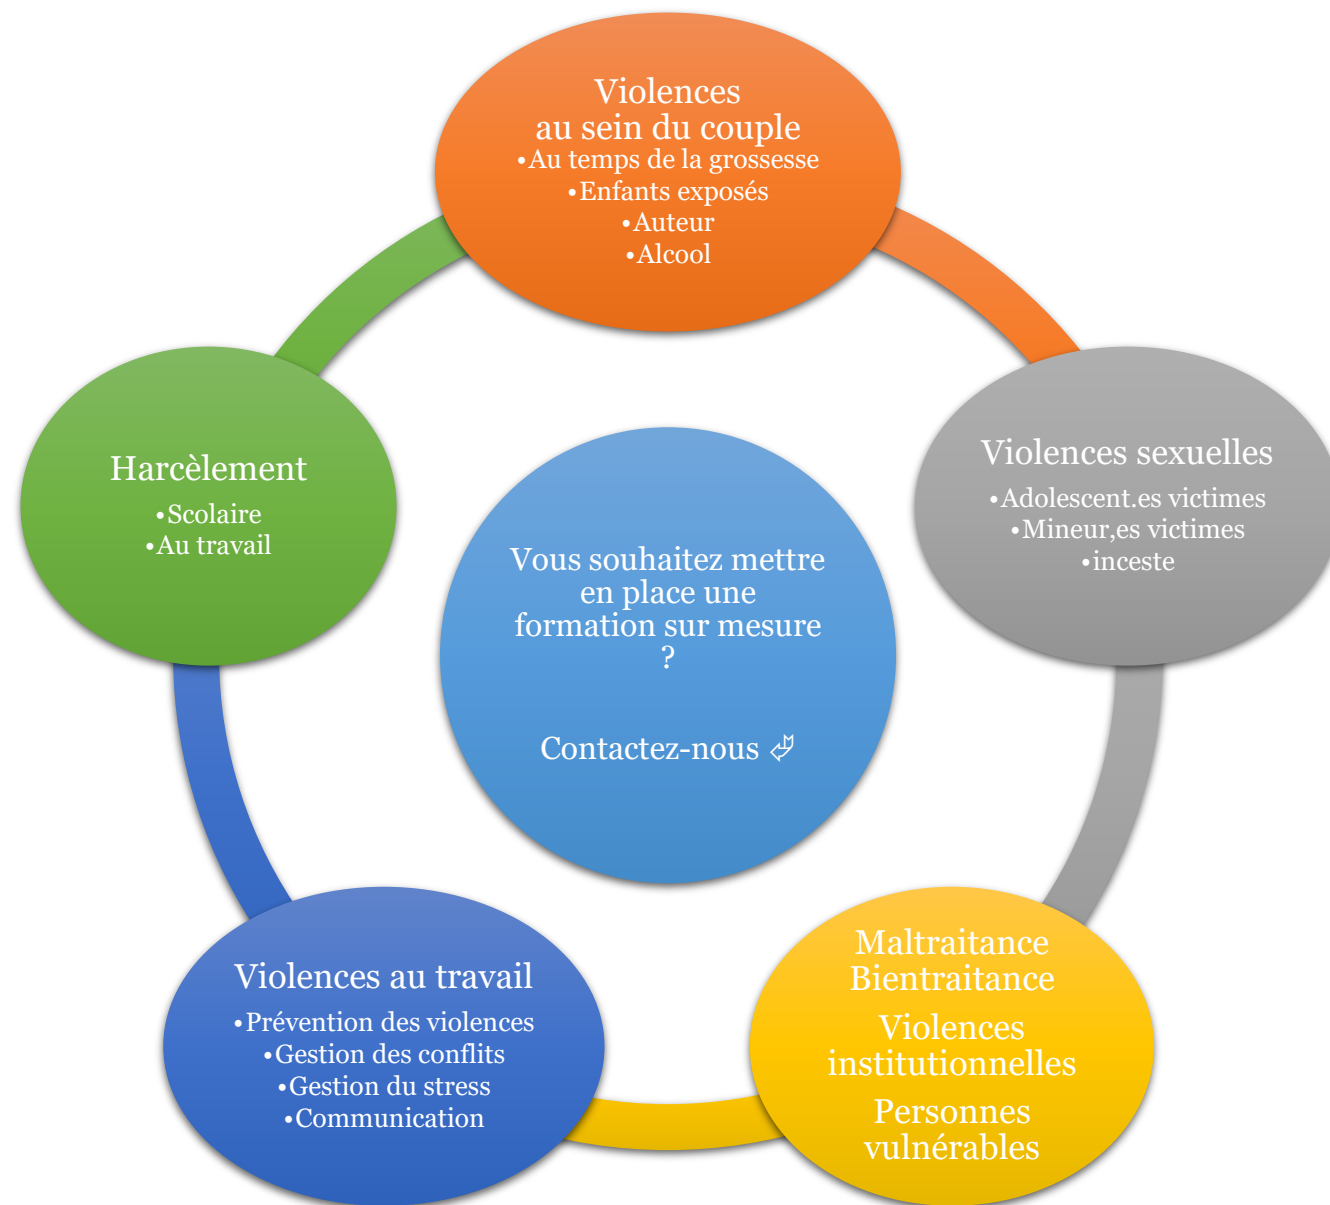 Violences
au sein du couple
•Au temps de la grossesse
•Enfants exposés
•Auteur
•Alcool
Violences sexuelles
•Adolescent.es victimes
•Mineur,es victimes
•inceste
Maltraitance
Bientraitance
Violences
institutionnelles
Personnes
vulnérables
Violences au travail
•Prévention des violences
•Gestion des conflits
•Gestion du stress
•Communication
Harcèlement
•Scolaire
•Au travail
Vous souhaitez mettre
en place une
formation sur mesure
?
Contactez-nous